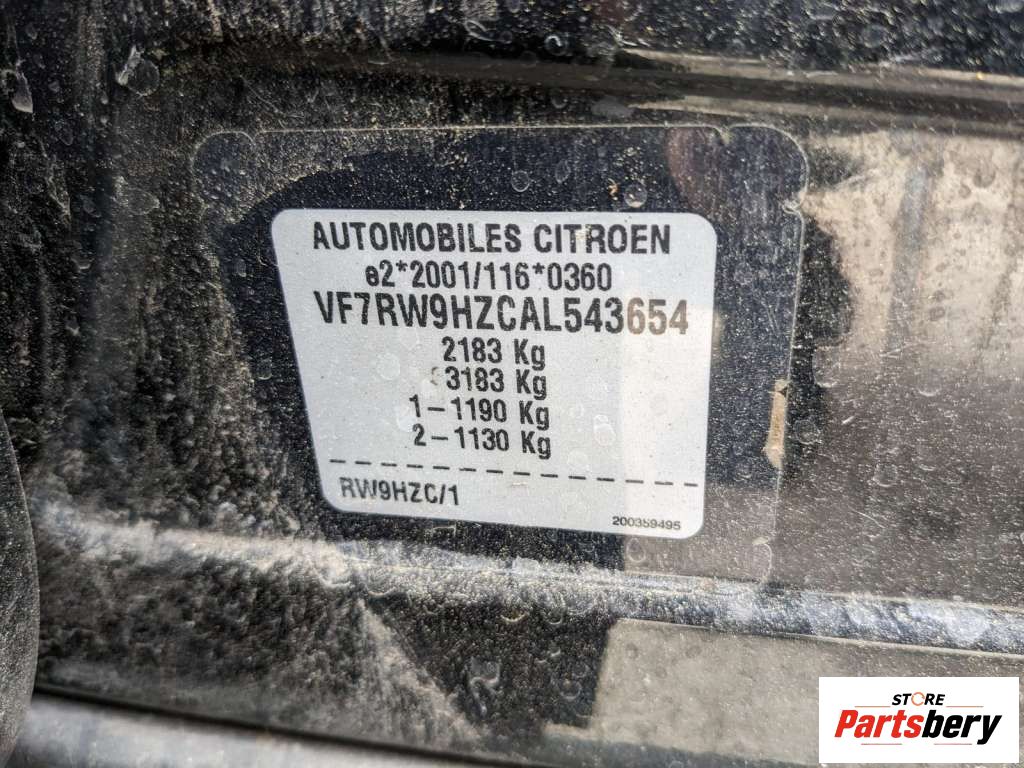 AUTOMOBILES CITROEN
e2*2001/116*0360
VF7RW9HZCAL543654
2183 Kg
3183 Kg
1-1190 Kg
2-1130 Kg
RW9HZC/1
200359495
STORE
Partsbery